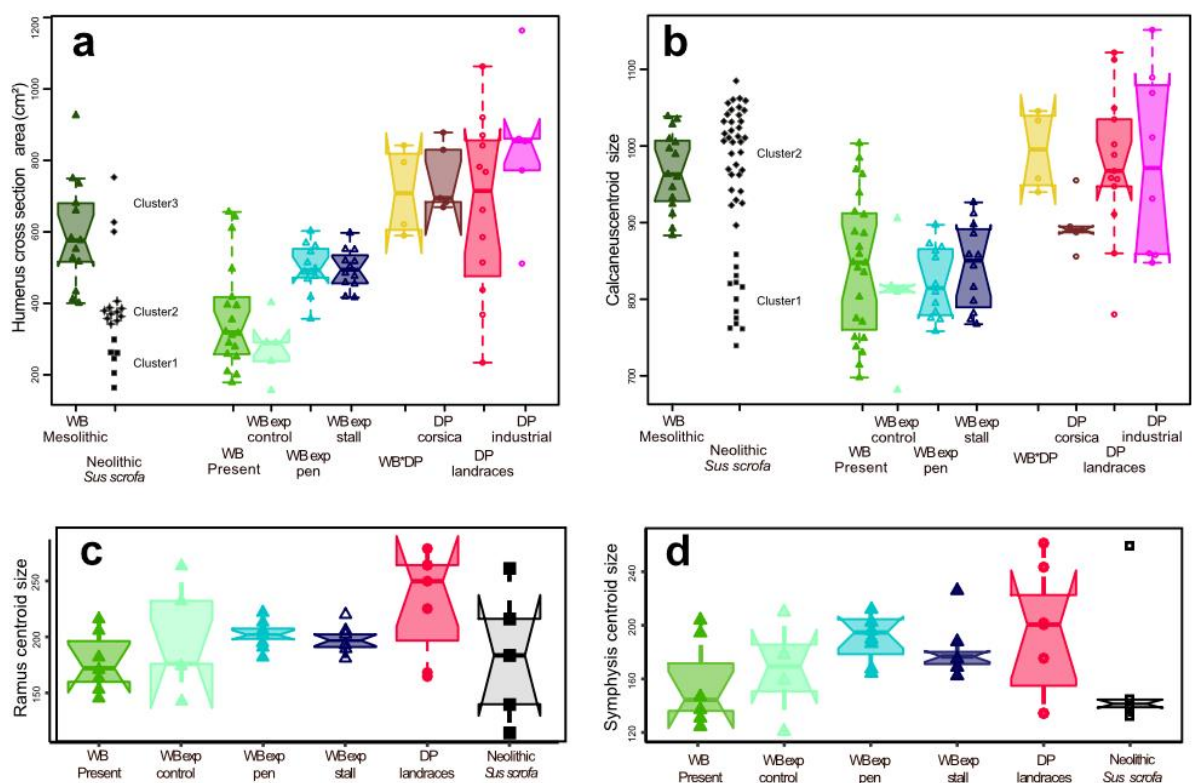 a
Humerus cross section area (cm²)
1200
1000
800
600
400
200
Cluster3
Cluster2
Cluster1
WB
Mesolithic
Neolithic
Sus scrofa
WB
Present
WB exp
control
WB exp
pen
WB exp
stall
WB*DP
DP
corsica
DP
landraces
DP
industrial
b
Calcaneuscentroid size
1100
1000
900
800
700
Cluster2
Cluster1
WB
Mesolithic
Neolithic
Sus scrofa
WB
Present
WB exp
control
WB exp
pen
WB exp
stall
WB*DP
DP
corsica
DP
landraces
DP
industrial
c
Ramus centroid size
250
200
150
WB
Present
WB exp
control
WB exp
pen
WB exp
stall
DP
landraces
Neolithic
Sus scrofa
d
Symphysis centroid size
240
200
160
120
WB
Present
WB exp
control
WB exp
pen
WB exp
stall
DP
landraces
Neolithic
Sus scrofa